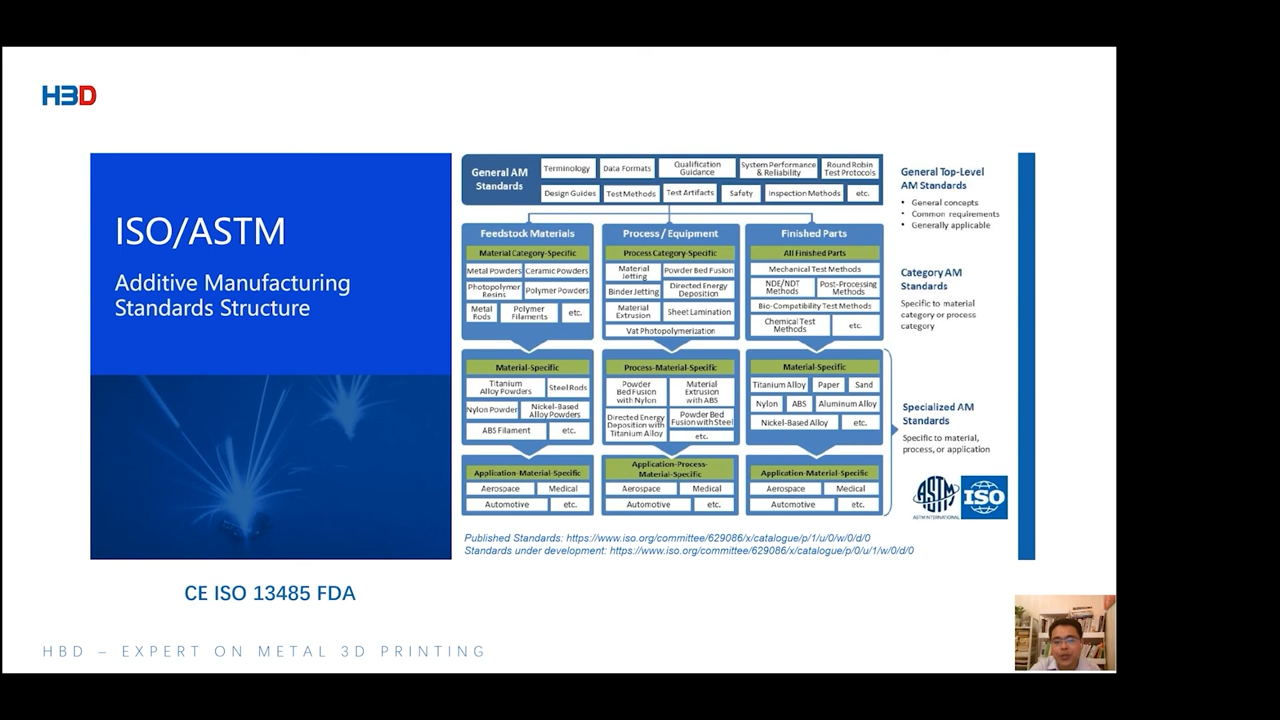 HBD
ISO/ASTM
Additive Manufacturing
Standards Structure
General AM
Standards
Terminology
Data Formats
Qualification
Guidance
System Performance
& Reliability
Round Robin
Test Protocols
Design Guides
Test Methods
Test Artifacts
Safety
Inspection Methods
etc.
Feedstock Materials
Material Category-Specific
Metal Powders
Ceramic Powders
Photopolymer
Resins
Polymer Powders
Metal
Rods
Polymer
Filaments
etc.
Process / Equipment
Process Category-Specific
Material
Jetting
Powder Bed Fusion
Binder Jetting
Directed Energy
Deposition
Material
Extrusion
Sheet Lamination
Vat Photopolymerization
Finished Parts
All Finished Parts
Mechanical Test Methods
NDE/NDT
Methods
Post-Processing
Methods
Bio-Compatibility Test Methods
Chemical Test
Methods
etc.
Material-Specific
Titanium
Alloy Powders
Steel Rods
Nylon Powder
Nickel-Based
Alloy Powders
ABS Filament
etc.
Process-Material-Specific
Powder
Bed Fusion
with Nylon
Material
Extrusion
with ABS
Directed Energy
Deposition with
Titanium Alloy
Powder Bed
Fusion with Steel
etc.
Material-Specific
Titanium Alloy
Paper
Sand
Nylon
ABS
Aluminum Alloy
Nickel-Based Alloy
etc.
Application-Material-Specific
Aerospace
Medical
Automotive
etc.
Application-Process-
Material-Specific
Aerospace
Medical
Automotive
etc.
Application-Material-Specific
Aerospace
Medical
Automotive
etc.
General Top-Level
AM Standards
• General concepts
• Common requirements
• Generally applicable
Category AM
Standards
Specific to material
category or process
category
Specialized AM
Standards
Specific to material,
process, or application
ASTM
ASTM INTERNATIONAL
ISO
Published Standards: https://www.iso.org/committee/629086/x/catalogue/p/1/u/0/w/0/d/0
Standards under development: https://www.iso.org/committee/629086/x/catalogue/p/0/u/1/w/0/d/0
CE ISO 13485 FDA
HBD – EXPERT ON METAL 3D PRINTING